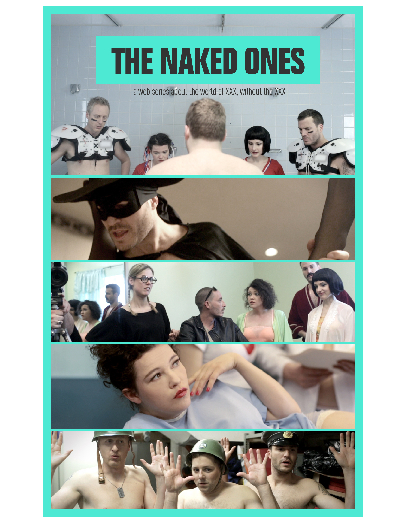 THE NAKED ONES
a web series about the world of XXX, without the XXX